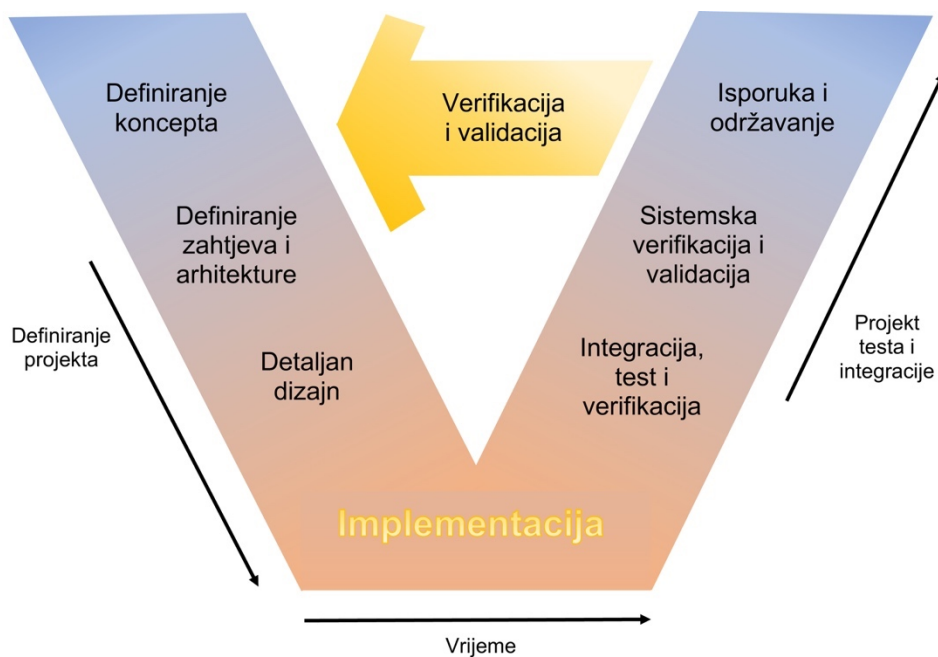 Definiranje
koncepta
Verifikacija
i validacija
Isporuka i
održavanje
Definiranje
zahtjeva i
arhitekture
Sistemska
verifikacija i
validacija
Definiranje
projekta
Detaljan
dizajn
Integracija,
test i
verifikacija
Projekt
testa i
integracije
Implementacija
Vrijeme